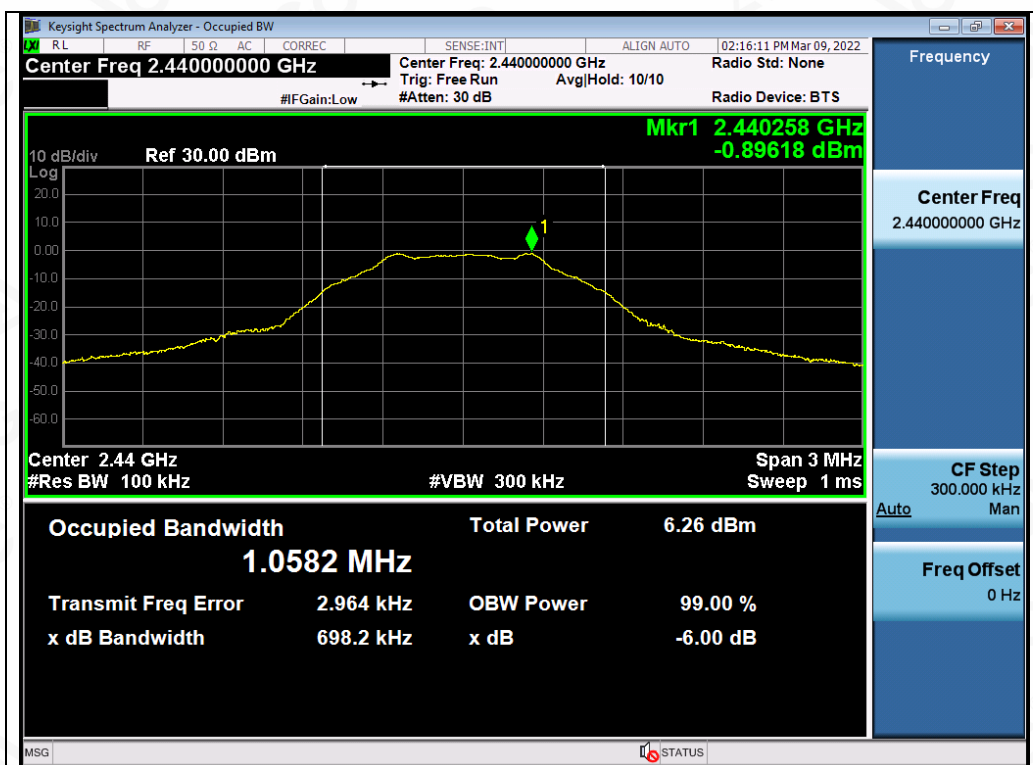 Keysight Spectrum Analyzer - Occupied BW
LXI RL RF 50 Ω AC CORREC SENSE:INT ALIGN AUTO 02:16:11 PM Mar 09, 2022
Center Freq 2.440000000 GHz
Center Freq: 2.440000000 GHz
Radio Std: None
Trig: Free Run Avg|Hold: 10/10
#IFGain:Low
#Atten: 30 dB
Radio Device: BTS
Mkr1 2.440258 GHz
-0.89618 dBm
10 dB/div Ref 30.00 dBm
Log
20.0
10.0
0.00
-10.0
-20.0
-30.0
-40.0
-50.0
-60.0
1
Center 2.44 GHz
Span 3 MHz
#Res BW 100 kHz
#VBW 300 kHz
Sweep 1 ms
Occupied Bandwidth
1.0582 MHz
Total Power 6.26 dBm
Transmit Freq Error 2.964 kHz
OBW Power 99.00 %
x dB Bandwidth 698.2 kHz
x dB -6.00 dB
Frequency
Center Freq
2.440000000 GHz
CF Step
300.000 kHz
Auto Man
Freq Offset
0 Hz
MSG
STATUS